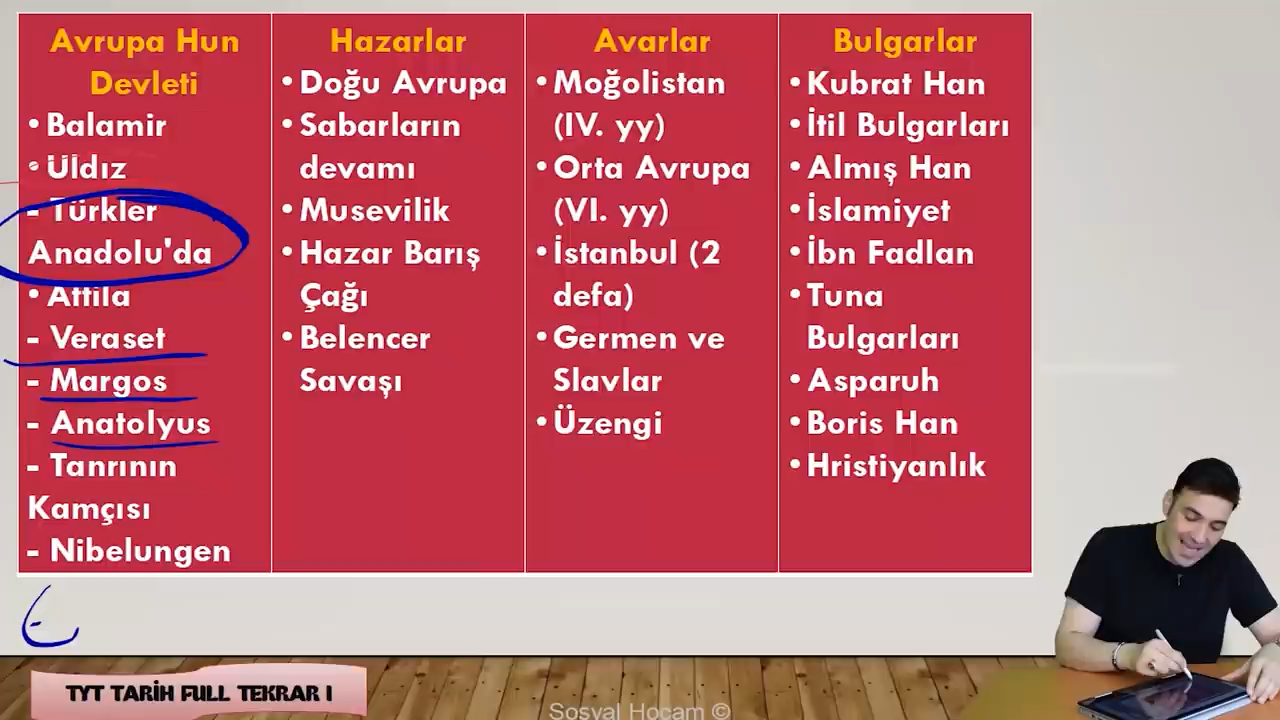 Avrupa Hun
Devleti
• Balamir
• Uldız
- Türkler
Anadolu'da
• Attila
- Veraset
- Margos
- Anatolyus
- Tanrının
Kamçısı
- Nibelungen
Hazarlar
• Doğu Avrupa
• Sabarların
devamı
• Musevilik
• Hazar Barış
Çağı
• Belencer
Savaşı
Avarlar
• Moğolistan
(IV. yy)
• Orta Avrupa
(VI. yy)
• İstanbul (2
defa)
• Germen ve
Slavlar
• Üzengi
Bulgarlar
• Kubrat Han
• İtil Bulgarları
• Almış Han
• İslamiyet
• İbn Fadlan
• Tuna
Bulgarları
• Asparuh
• Boris Han
• Hristiyanlık
TYT TARİH FULL TEKRAR I
Sosyal Hocam ©